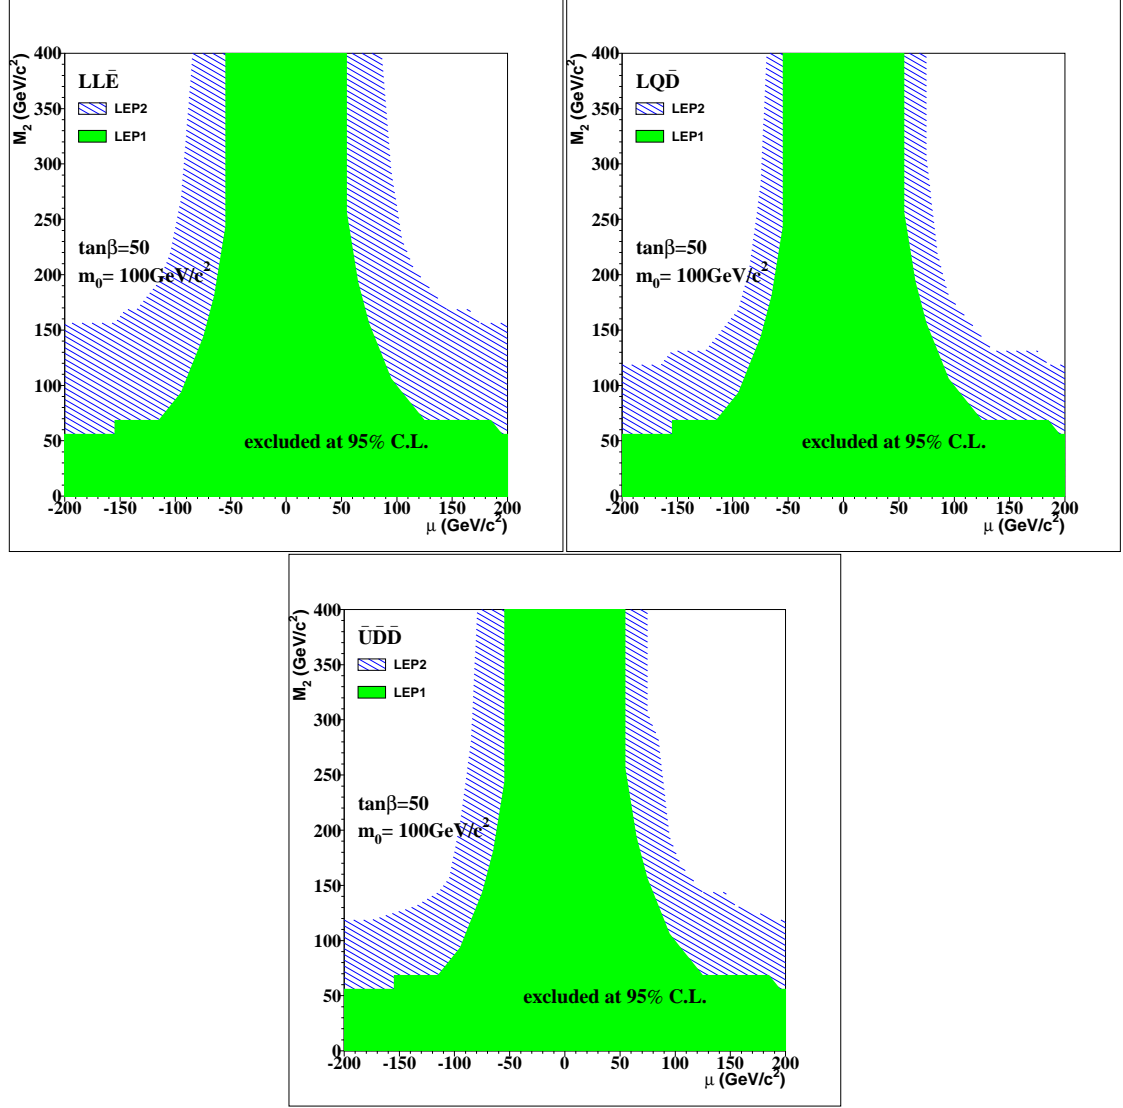 M₂ (GeV/c²)
400
350
300
250
200
150
100
50
0
LLĒ
LEP2
LEP1
tanβ=50
m₀= 100GeV/c²
excluded at 95% C.L.
-200 -150 -100 -50 0 50 100 150 200
μ (GeV/c²)
M₂ (GeV/c²)
400
350
300
250
200
150
100
50
0
LQD̄
LEP2
LEP1
tanβ=50
m₀= 100GeV/c²
excluded at 95% C.L.
-200 -150 -100 -50 0 50 100 150 200
μ (GeV/c²)
M₂ (GeV/c²)
400
350
300
250
200
150
100
50
0
ŪD̄D̄
LEP2
LEP1
tanβ=50
m₀= 100GeV/c²
excluded at 95% C.L.
-200 -150 -100 -50 0 50 100 150 200
μ (GeV/c²)